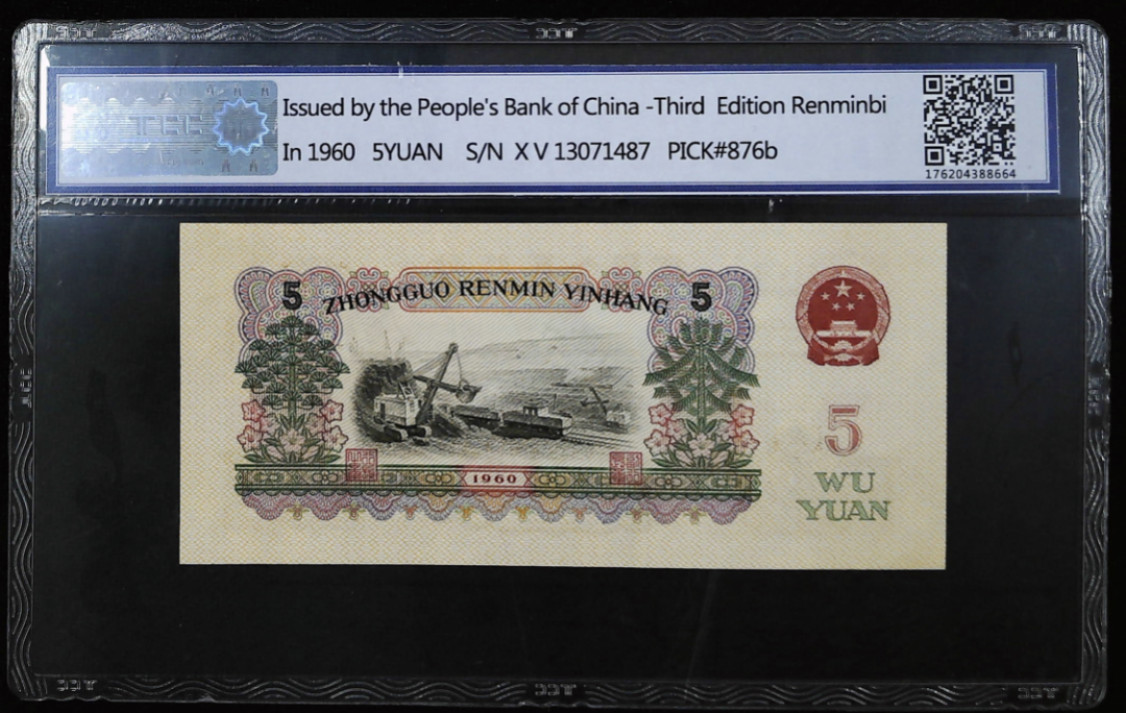 Issued by the People's Bank of China -Third Edition Renminbi
In 1960 5YUAN S/N X V 13071487 PICK#876b
176204388664
5 ZHONGGUO RENMIN YINHANG 5
5
WU
YUAN
1960